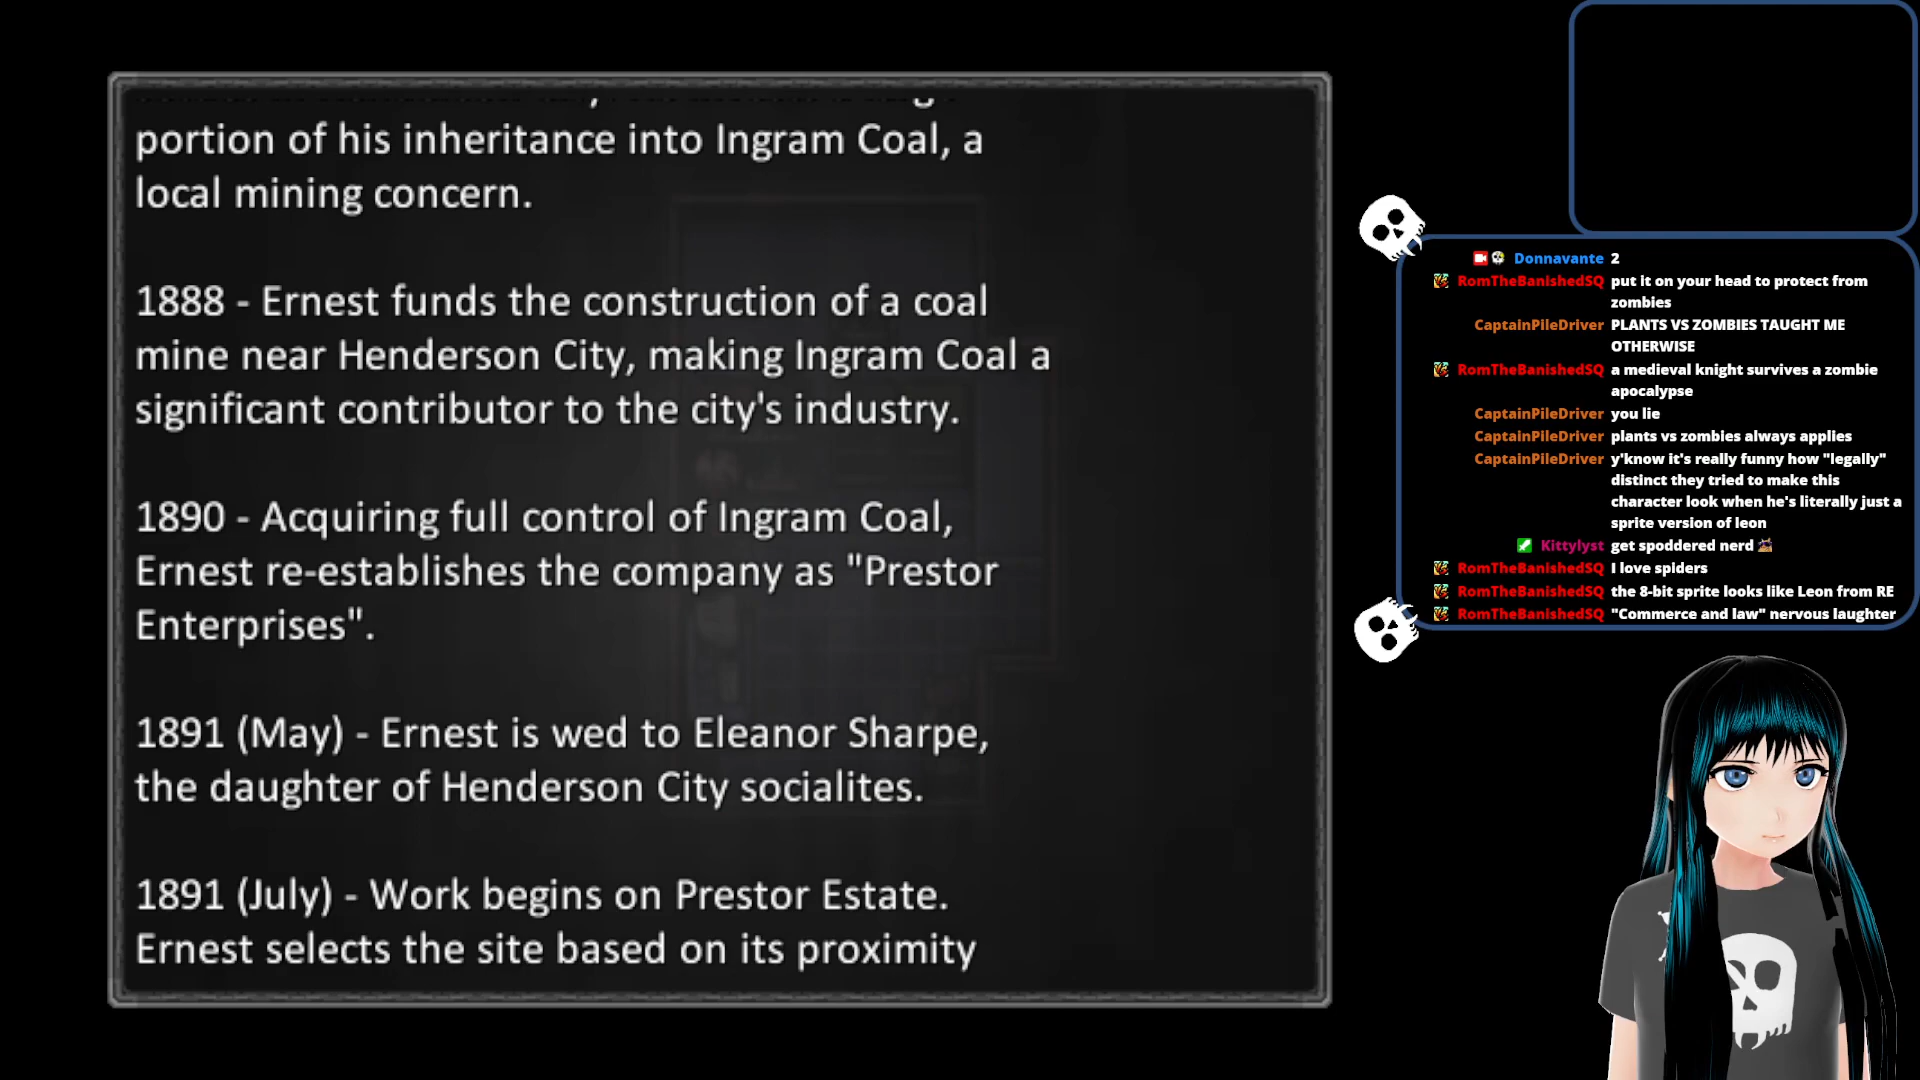 portion of his inheritance into Ingram Coal, a
local mining concern.
1888 - Ernest funds the construction of a coal
mine near Henderson City, making Ingram Coal a
significant contributor to the city's industry.
1890 - Acquiring full control of Ingram Coal,
Ernest re-establishes the company as "Prestor
Enterprises".
1891 (May) - Ernest is wed to Eleanor Sharpe,
the daughter of Henderson City socialites.
1891 (July) - Work begins on Prestor Estate.
Ernest selects the site based on its proximity
Donnavante 2
RomTheBanishedSQ put it on your head to protect from
zombies
CaptainPileDriver PLANTS VS ZOMBIES TAUGHT ME
OTHERWISE
RomTheBanishedSQ a medieval knight survives a zombie
apocalypse
CaptainPileDriver you lie
CaptainPileDriver plants vs zombies always applies
CaptainPileDriver y'know it's really funny how "legally"
distinct they tried to make this
character look when he's literally just a
sprite version of leon
Kittylyst get spoddered nerd
RomTheBanishedSQ I love spiders
RomTheBanishedSQ the 8-bit sprite looks like Leon from RE
RomTheBanishedSQ "Commerce and law" nervous laughter